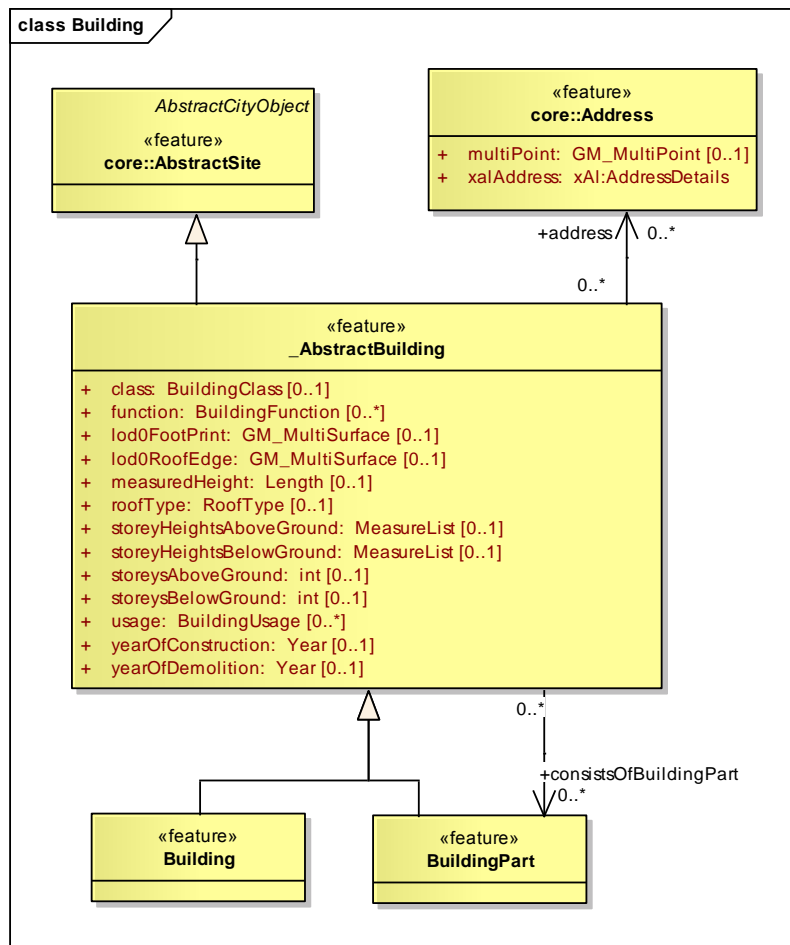 class Building
AbstractCityObject
«feature»
core::AbstractSite
«feature»
core::Address
+ multiPoint: GM_MultiPoint [0..1]
+ xalAddress: xAl:AddressDetails
+address
0..*
0..*
«feature»
_AbstractBuilding
+ class: BuildingClass [0..1]
+ function: BuildingFunction [0..*]
+ lod0FootPrint: GM_MultiSurface [0..1]
+ lod0RoofEdge: GM_MultiSurface [0..1]
+ measuredHeight: Length [0..1]
+ roofType: RoofType [0..1]
+ storeyHeightsAboveGround: MeasureList [0..1]
+ storeyHeightsBelowGround: MeasureList [0..1]
+ storeysAboveGround: int [0..1]
+ storeysBelowGround: int [0..1]
+ usage: BuildingUsage [0..*]
+ yearOfConstruction: Year [0..1]
+ yearOfDemolition: Year [0..1]
0..*
+consistsOfBuildingPart
0..*
«feature»
Building
«feature»
BuildingPart